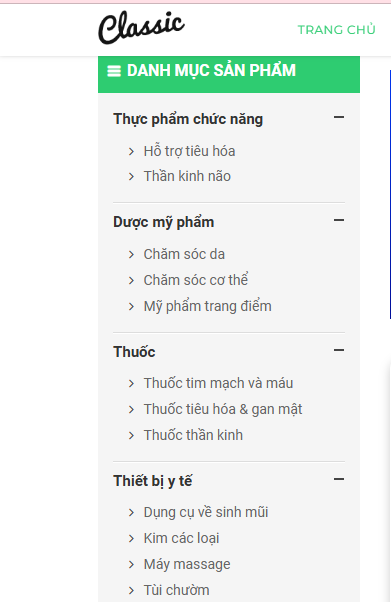 Classic
TRANG CHỦ
DANH MỤC SẢN PHẨM
Thực phẩm chức năng
Hỗ trợ tiêu hóa
Thần kinh não
Dược mỹ phẩm
Chăm sóc da
Chăm sóc cơ thể
Mỹ phẩm trang điểm
Thuốc
Thuốc tim mạch và máu
Thuốc tiêu hóa & gan mật
Thuốc thần kinh
Thiết bị y tế
Dụng cụ về sinh mũi
Kim các loại
Máy massage
Tùi chườm